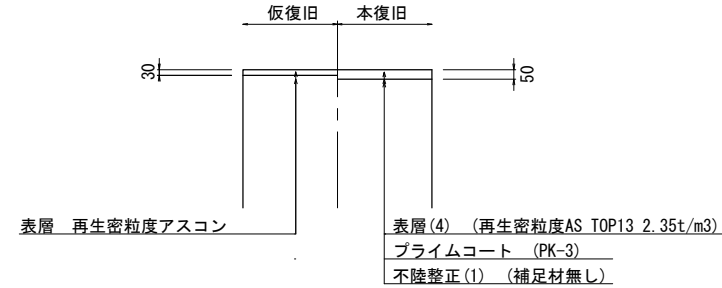 仮復旧 本復旧
30 50
表層 再生密粒度アスコン
表層(4) (再生密粒度AS TOP13 2.35t/m3)
プライムコート (PK-3)
不陸整正(1) (補足材無し)